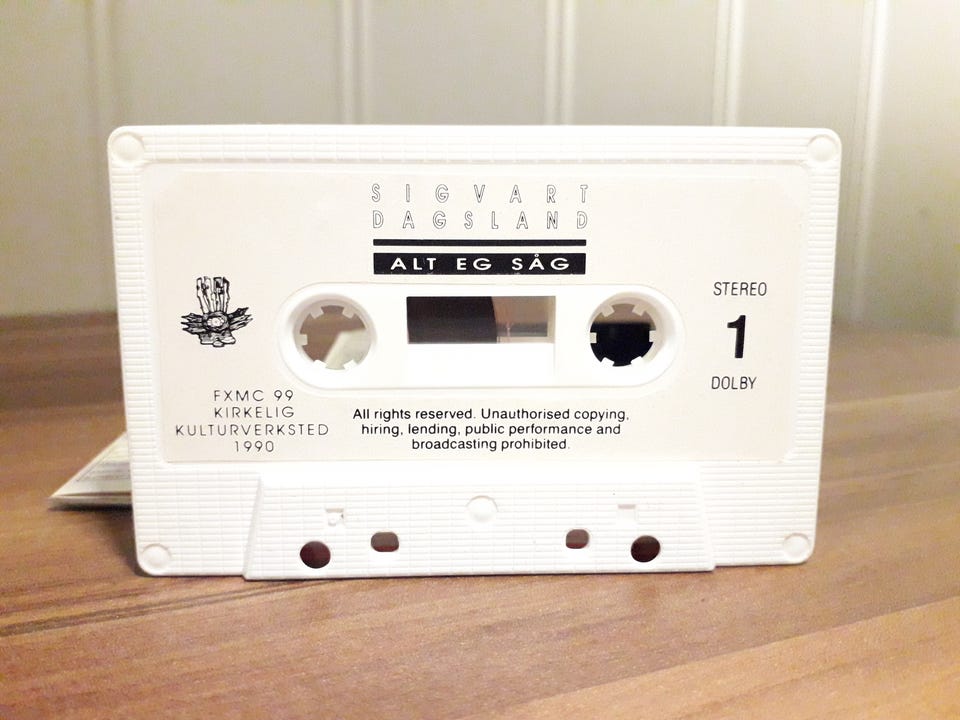 SIGVART
DAGSLAND
ALT EG SÅG
STEREO
1
DOLBY
FXMC 99
KIRKELIG
KULTURVERKSTED
1990
All rights reserved. Unauthorised copying,
hiring, lending, public performance and
broadcasting prohibited.